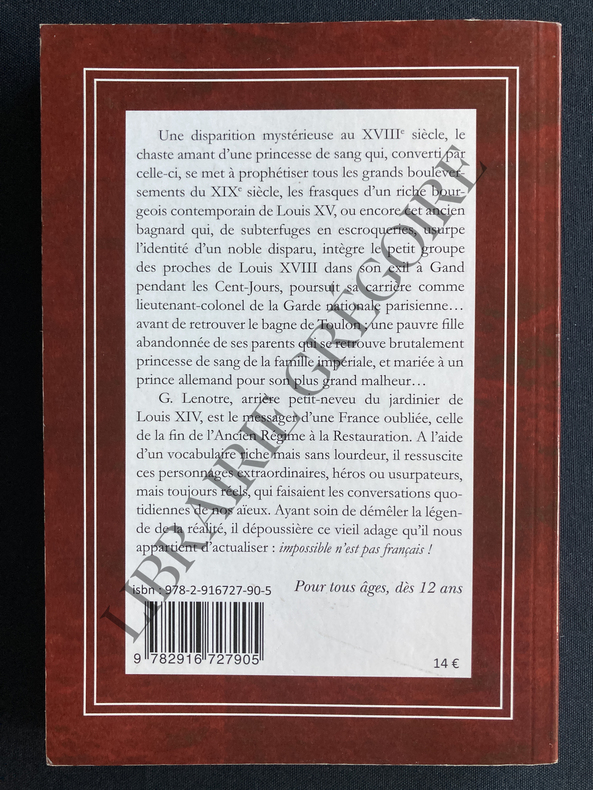 Une disparition mystérieuse au XVIIIe siècle, le
chaste amant d'une princesse de sang qui, converti par
celle-ci, se met à prophétiser tous les grands boulever-
sements du XIXe siècle, les frasques d'un riche bour-
geois contemporain de Louis XV, ou encore cet ancien
bagnard qui, de subterfuges en escroqueries, usurpe
l'identité d'un noble disparu, intègre le petit groupe
des proches de Louis XVIII dans son exil à Gand
pendant les Cent-Jours, poursuit sa carrière comme
lieutenant-colonel de la Garde nationale parisienne…
avant de retrouver le bagne de Toulon ; une pauvre fille
abandonnée de ses parents qui se retrouve brutalement
princesse de sang de la famille impériale, et mariée à un
prince allemand pour son plus grand malheur…
G. Lenotre, arrière petit-neveu du jardinier de
Louis XIV, est le messager d'une France oubliée, celle
de la fin de l'Ancien Régime à la Restauration. A l'aide
d'un vocabulaire riche mais sans lourdeur, il ressuscite
ces personnages extraordinaires, héros ou usurpateurs,
mais toujours réels, qui faisaient les conversations quo-
tidiennes de nos aïeux. Ayant soin de démêler la légen-
de de la réalité, il dépoussière ce vieil adage qu'il nous
appartient d'actualiser : impossible n'est pas français !
isbn : 978-2-916727-90-5
Pour tous âges, dès 12 ans
9 782916 727905
14 €
LIBRAIRIE GRÉGOIRE